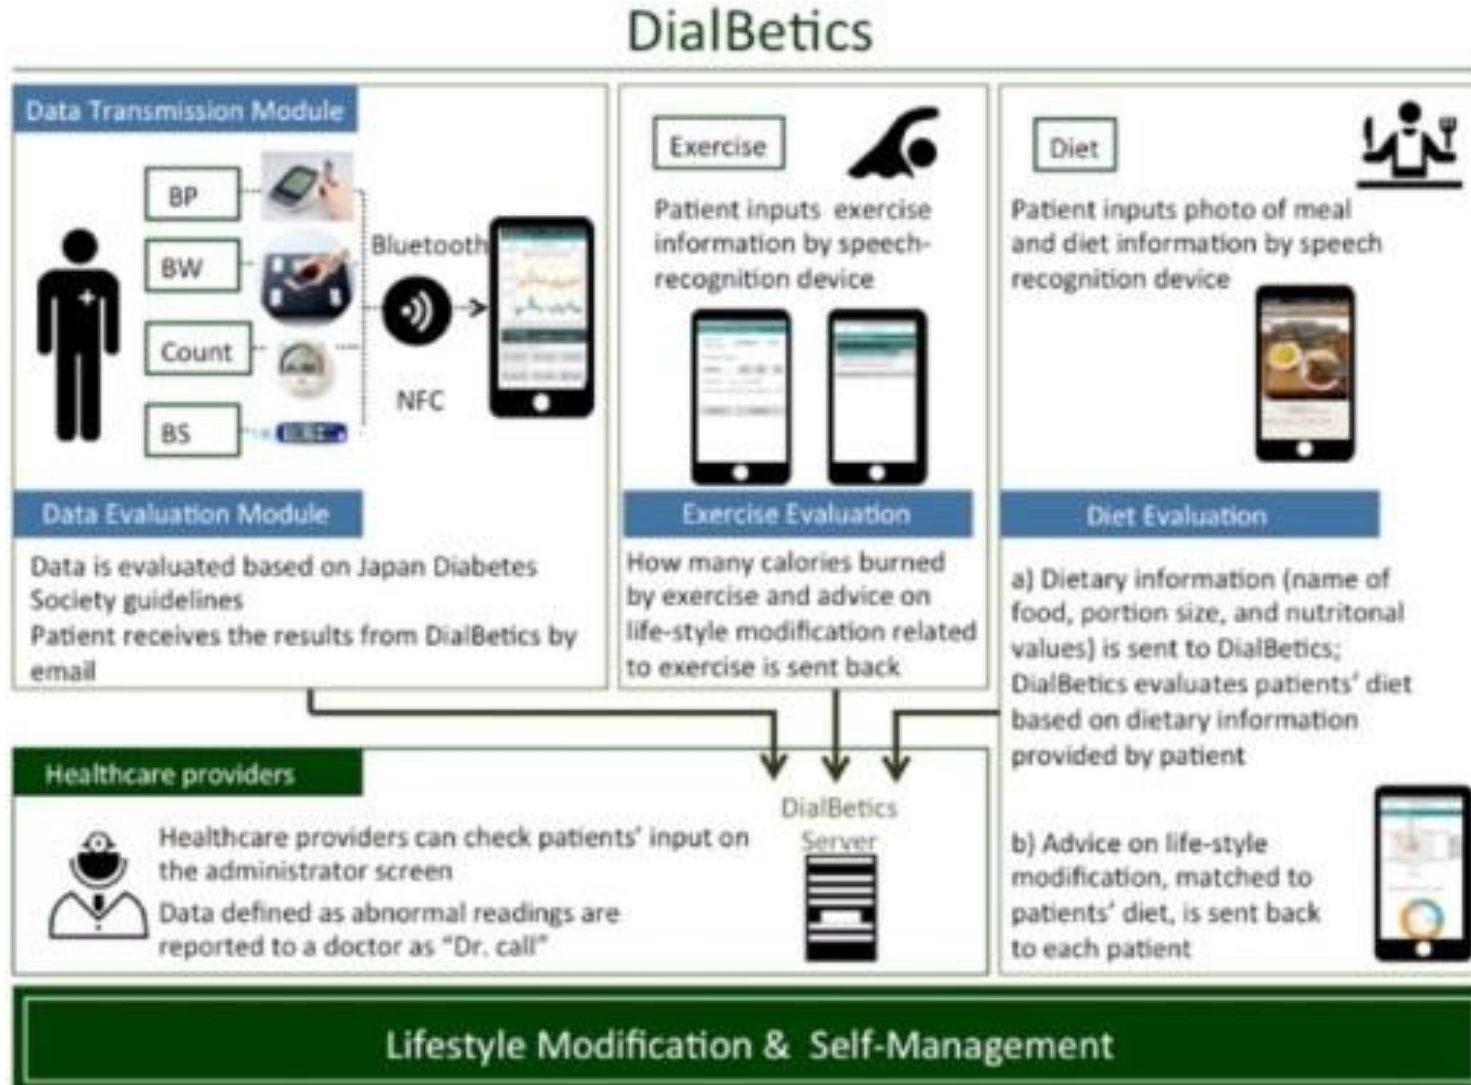 DialBetics
Data Transmission Module
BP
BW
Count
BS
Bluetooth
NFC
Data Evaluation Module
Data is evaluated based on Japan Diabetes
Society guidelines
Patient receives the results from DialBetics by
email
Exercise
Patient inputs exercise
information by speech-
recognition device
Exercise Evaluation
How many calories burned
by exercise and advice on
life-style modification related
to exercise is sent back
Diet
Patient inputs photo of meal
and diet information by speech
recognition device
Diet Evaluation
a) Dietary information (name of
food, portion size, and nutritonal
values) is sent to DialBetics;
DialBetics evaluates patients' diet
based on dietary information
provided by patient
b) Advice on life-style
modification, matched to
patients' diet, is sent back
to each patient
Healthcare providers
Healthcare providers can check patients' input on
the administrator screen
Data defined as abnormal readings are
reported to a doctor as "Dr. call"
DialBetics
Server
Lifestyle Modification & Self-Management